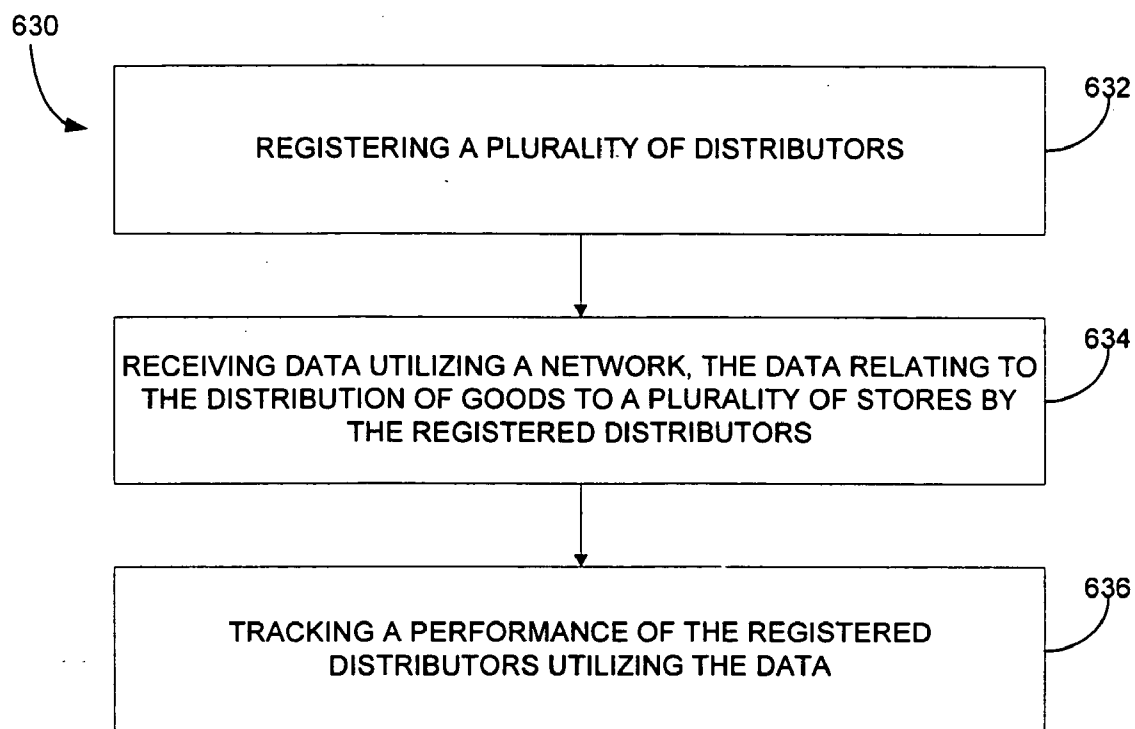 630
632
REGISTERING A PLURALITY OF DISTRIBUTORS
634
RECEIVING DATA UTILIZING A NETWORK, THE DATA RELATING TO
THE DISTRIBUTION OF GOODS TO A PLURALITY OF STORES BY
THE REGISTERED DISTRIBUTORS
636
TRACKING A PERFORMANCE OF THE REGISTERED
DISTRIBUTORS UTILIZING THE DATA